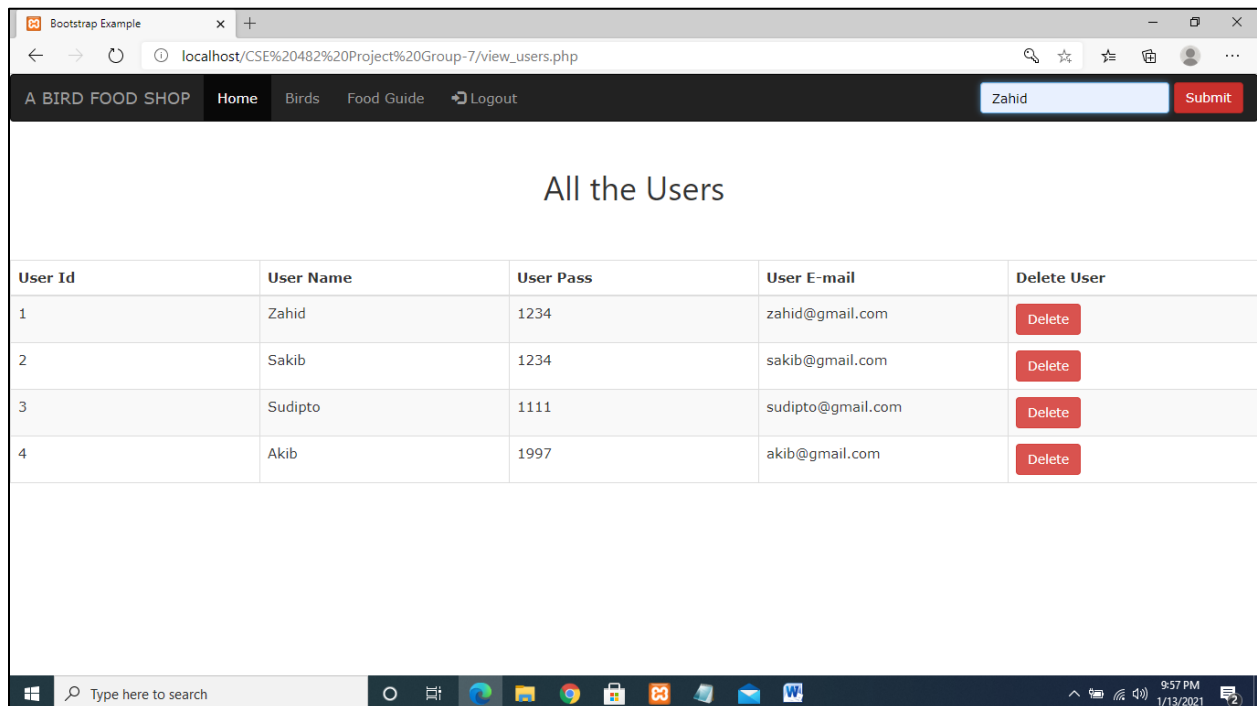 Bootstrap Example
localhost/CSE%20482%20Project%20Group-7/view_users.php
A BIRD FOOD SHOP Home Birds Food Guide Logout Zahid Submit
All the Users
User Id User Name User Pass User E-mail Delete User
1 Zahid 1234 zahid@gmail.com Delete
2 Sakib 1234 sakib@gmail.com Delete
3 Sudipto 1111 sudipto@gmail.com Delete
4 Akib 1997 akib@gmail.com Delete
Type here to search
9:57 PM
1/13/2021
2